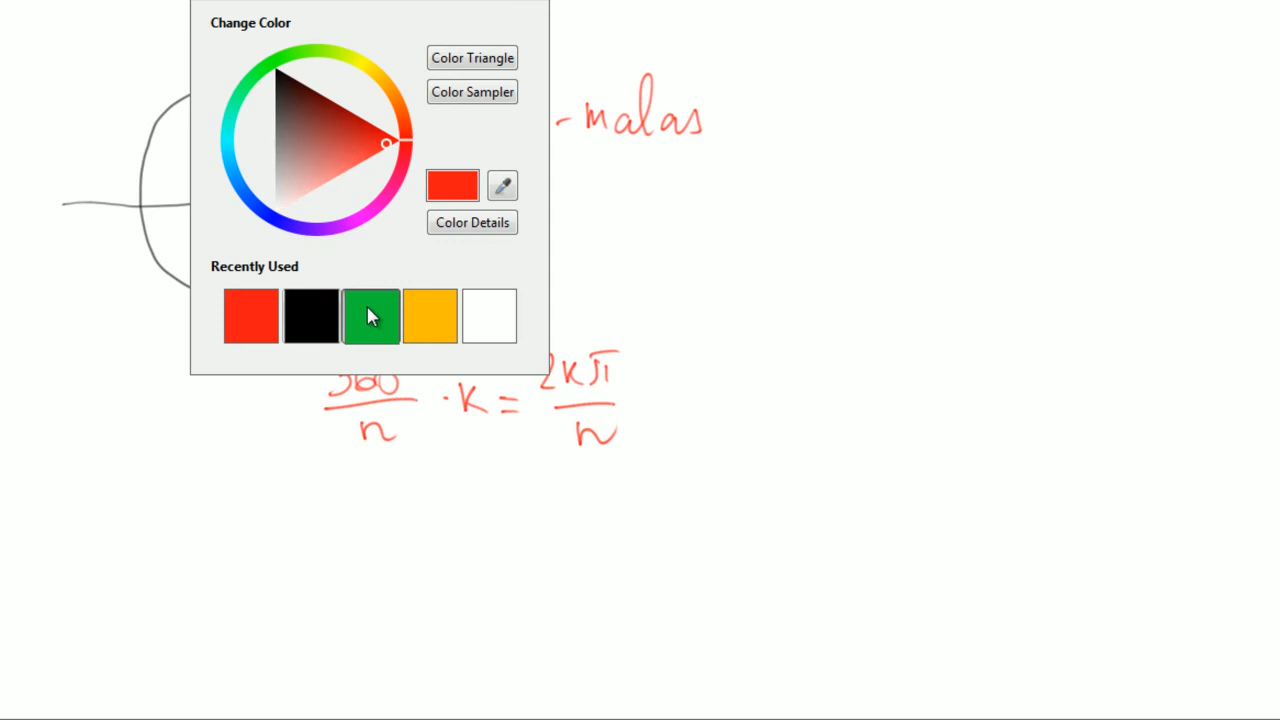 Change Color
Color Triangle
Color Sampler
-malas
Color Details
Recently Used
360/n · k = 2kπ/n